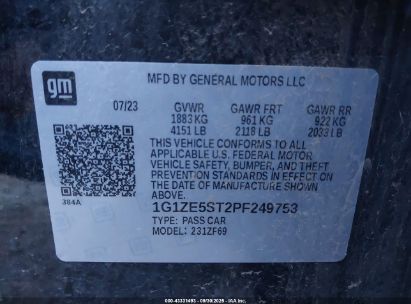 gm
MFD BY GENERAL MOTORS LLC
07/23 GVWR GAWR FRT GAWR RR
1883 KG 961 KG 922 KG
4151 LB 2118 LB 2033 LB
THIS VEHICLE CONFORMS TO ALL
APPLICABLE U.S. FEDERAL MOTOR
VEHICLE SAFETY, BUMPER, AND THEFT
PREVENTION STANDARDS IN EFFECT ON
THE DATE OF MANUFACTURE SHOWN
ABOVE.
384A
1G1ZE5ST2PF249753
TYPE: PASS CAR
MODEL: 231ZF69